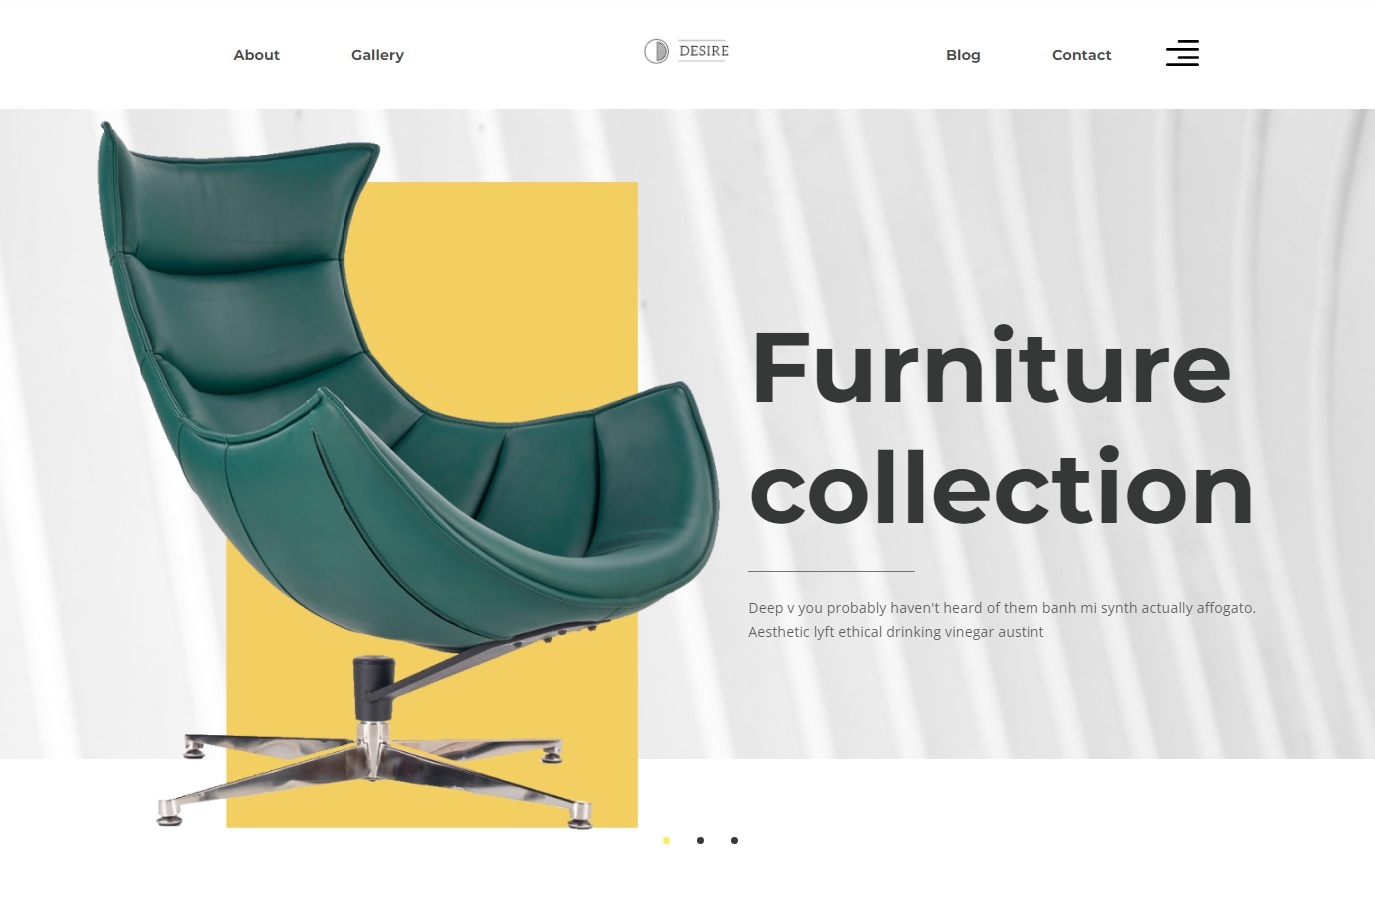 About
Gallery
DESIRE
Blog
Contact
Furniture
collection
Deep v you probably haven't heard of them banh mi synth actually affogato.
Aesthetic lyft ethical drinking vinegar austint